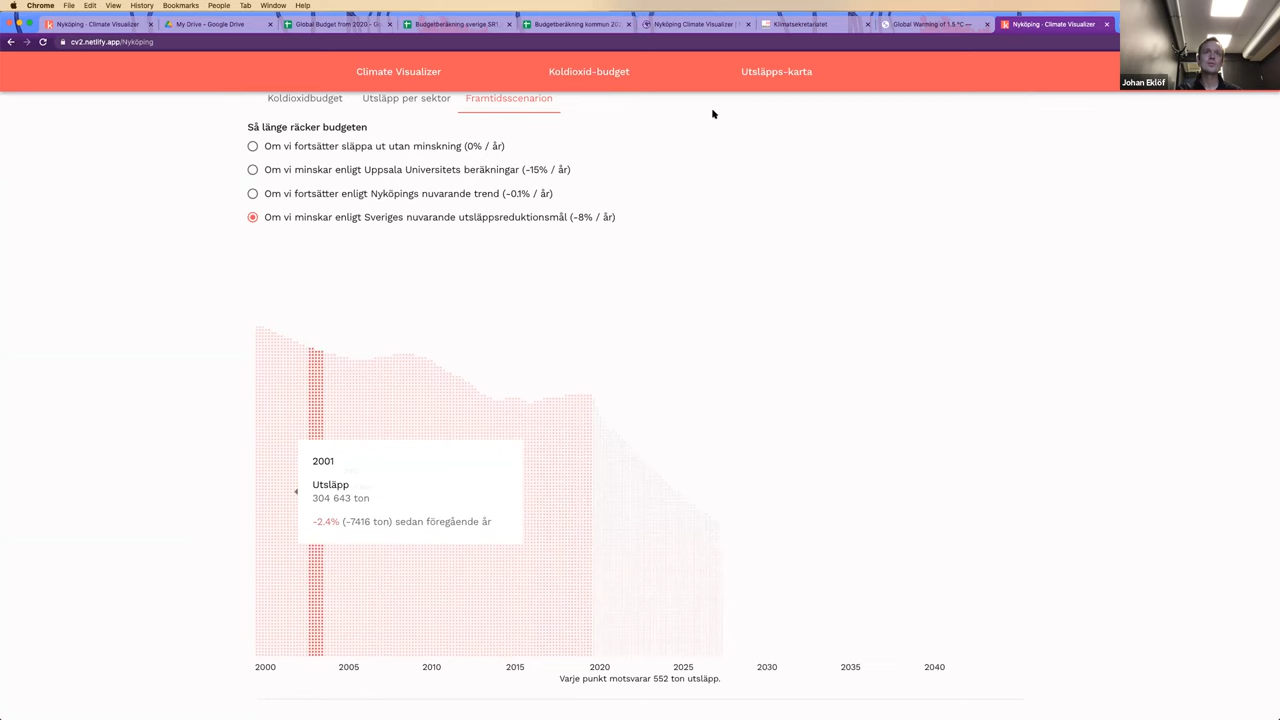 Chrome File Edit View History Bookmarks People Tab Window Help
Nyköping · Climate Visualizer
My Drive – Google Drive
Global Budget from 2020 - G
Budgetberäkning sverige SR1
Budgetberäkning kommun 202
Nyköping Climate Visualizer |
Klimatsekretariatet
Global Warming of 1.5 ºC —
Nyköping · Climate Visualizer
cv2.netlify.app/Nyköping
Climate Visualizer
Koldioxid-budget
Utsläpps-karta
Johan Eklöf
Koldioxidbudget
Utsläpp per sektor
Framtidsscenarion
Så länge räcker budgeten
Om vi fortsätter släppa ut utan minskning (0% / år)
Om vi minskar enligt Uppsala Universitets beräkningar (-15% / år)
Om vi fortsätter enligt Nyköpings nuvarande trend (-0.1% / år)
Om vi minskar enligt Sveriges nuvarande utsläppsreduktionsmål (-8% / år)
2001
Utsläpp
304 643 ton
-2.4% (-7416 ton) sedan föregående år
2000 2005 2010 2015 2020 2025 2030 2035 2040
Varje punkt motsvarar 552 ton utsläpp.